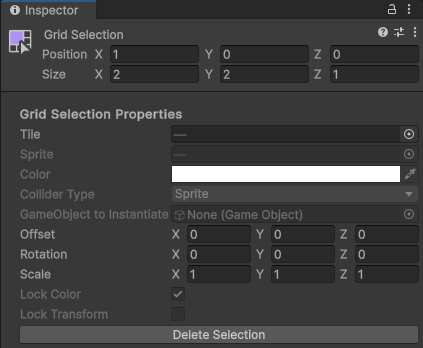 Inspector
Grid Selection
Position X 1 Y 0 Z 0
Size X 2 Y 2 Z 1
Grid Selection Properties
Tile —
Sprite —
Color
Collider Type Sprite
GameObject to Instantiate None (Game Object)
Offset X 0 Y 0 Z 0
Rotation X 0 Y 0 Z 0
Scale X 1 Y 1 Z 1
Lock Color
Lock Transform
Delete Selection